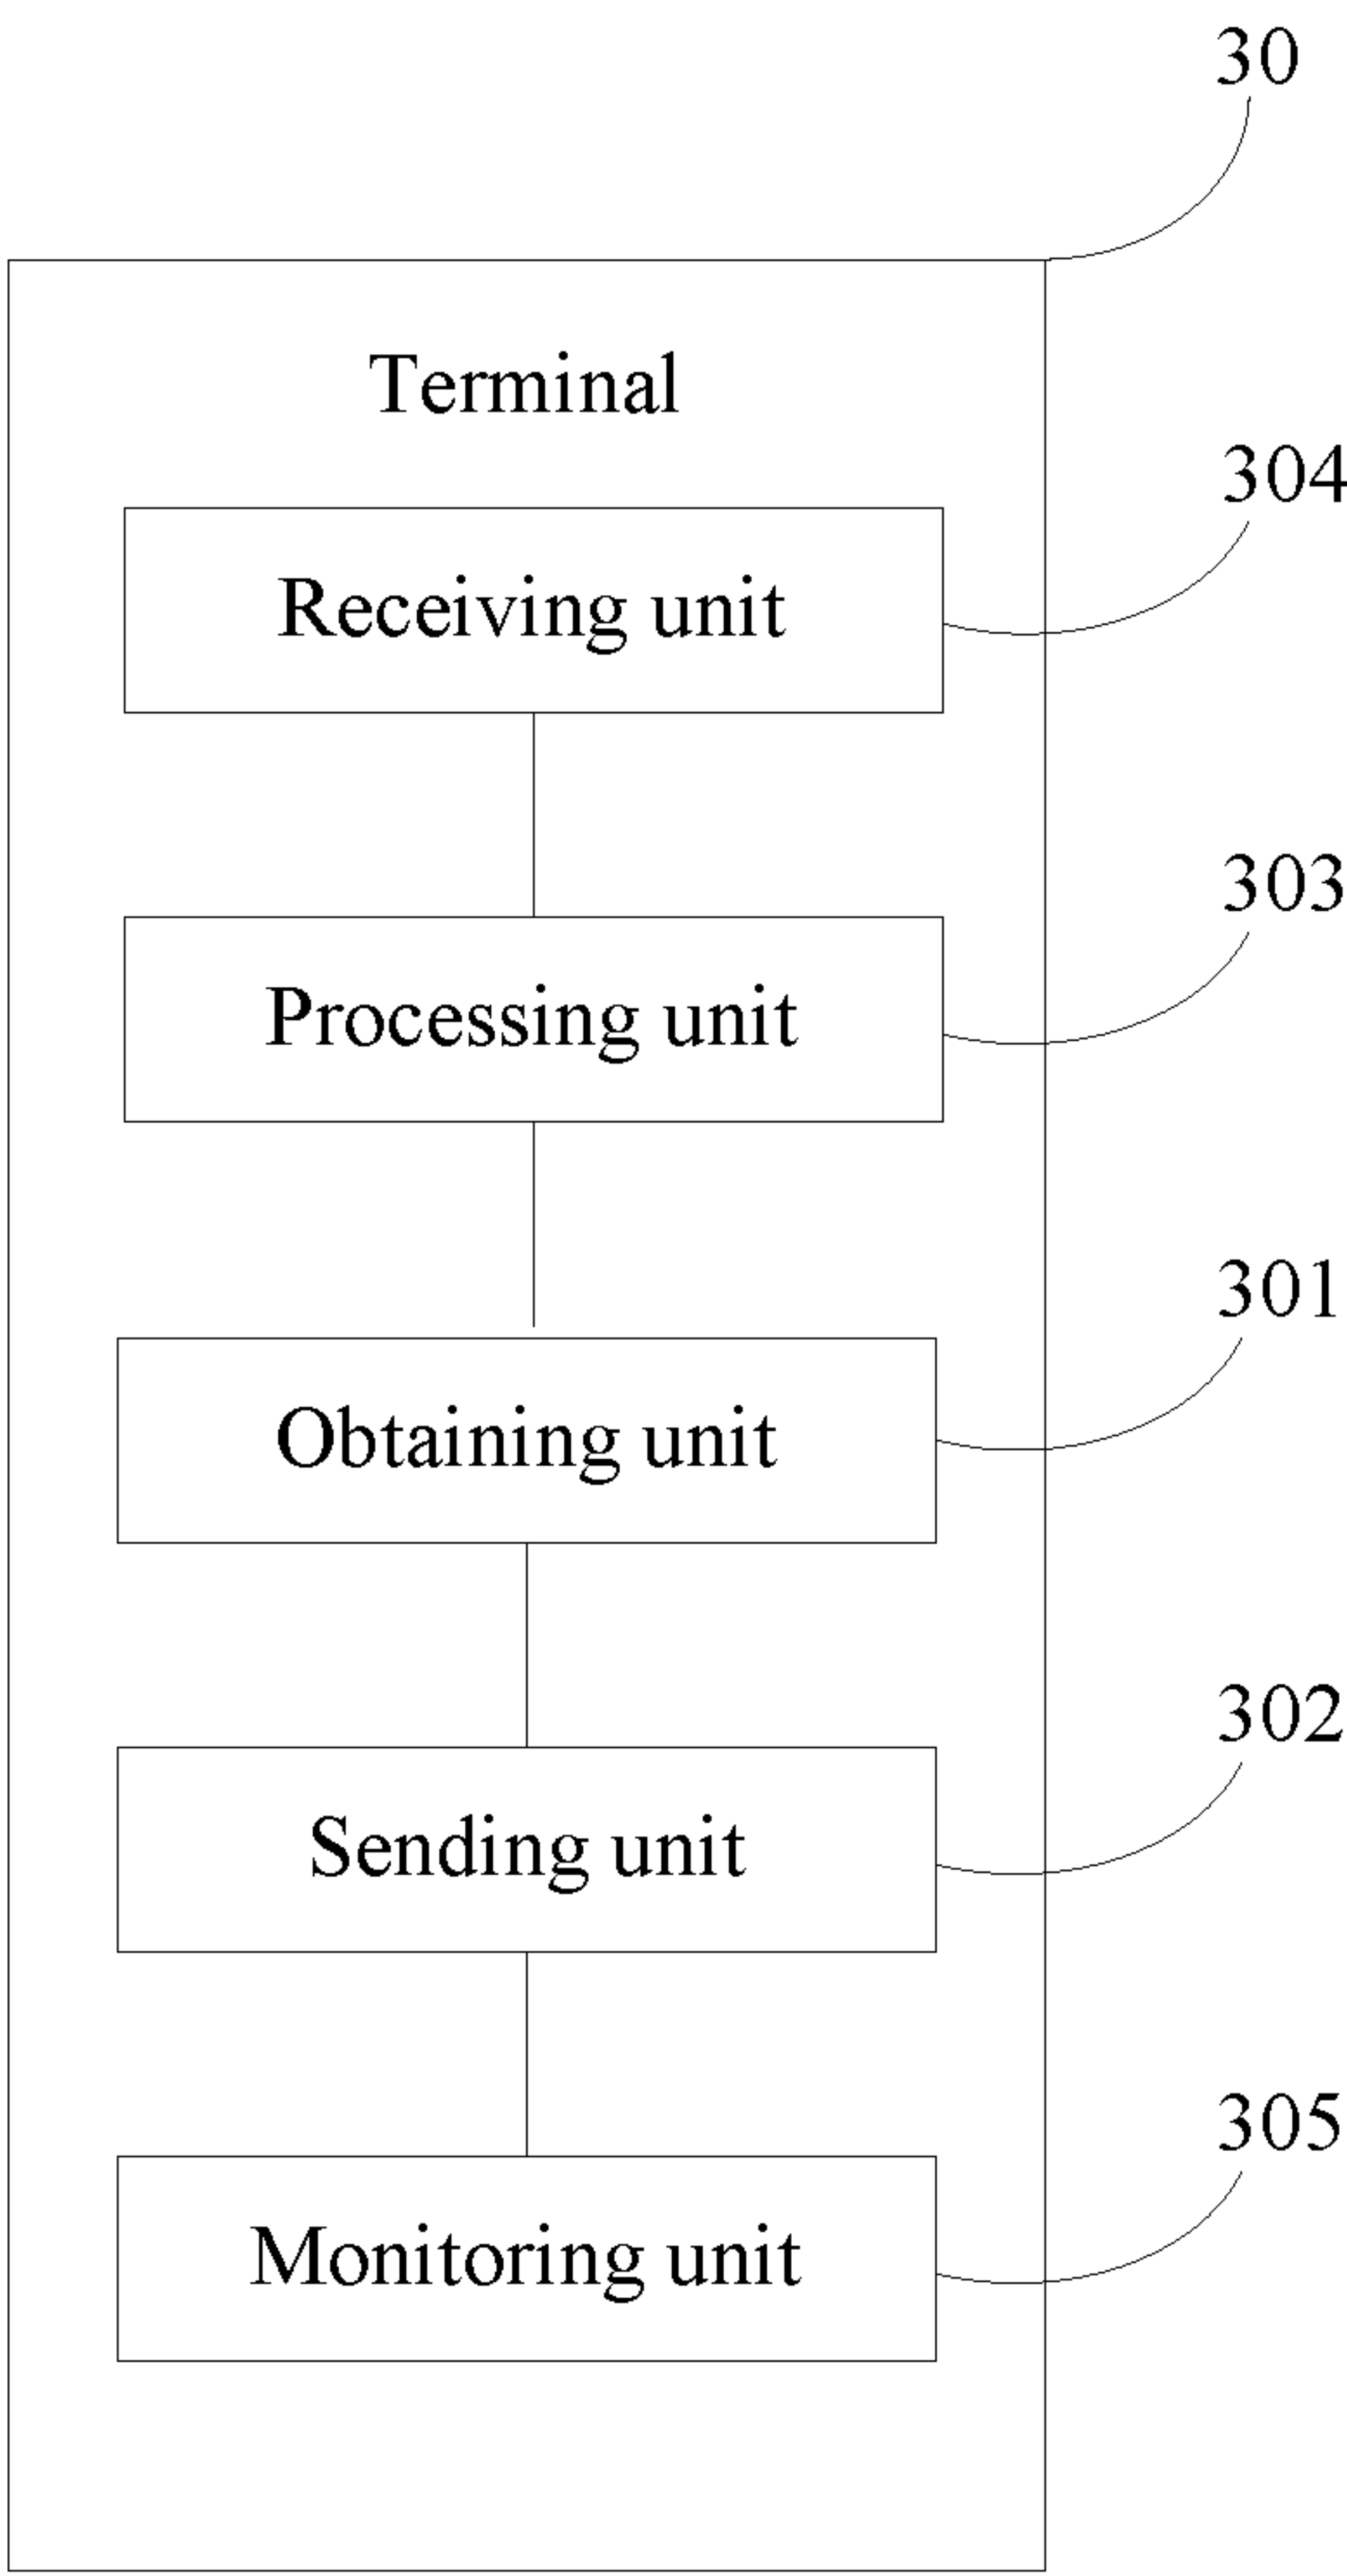 30
Terminal
304
Receiving unit
303
Processing unit
301
Obtaining unit
302
Sending unit
305
Monitoring unit